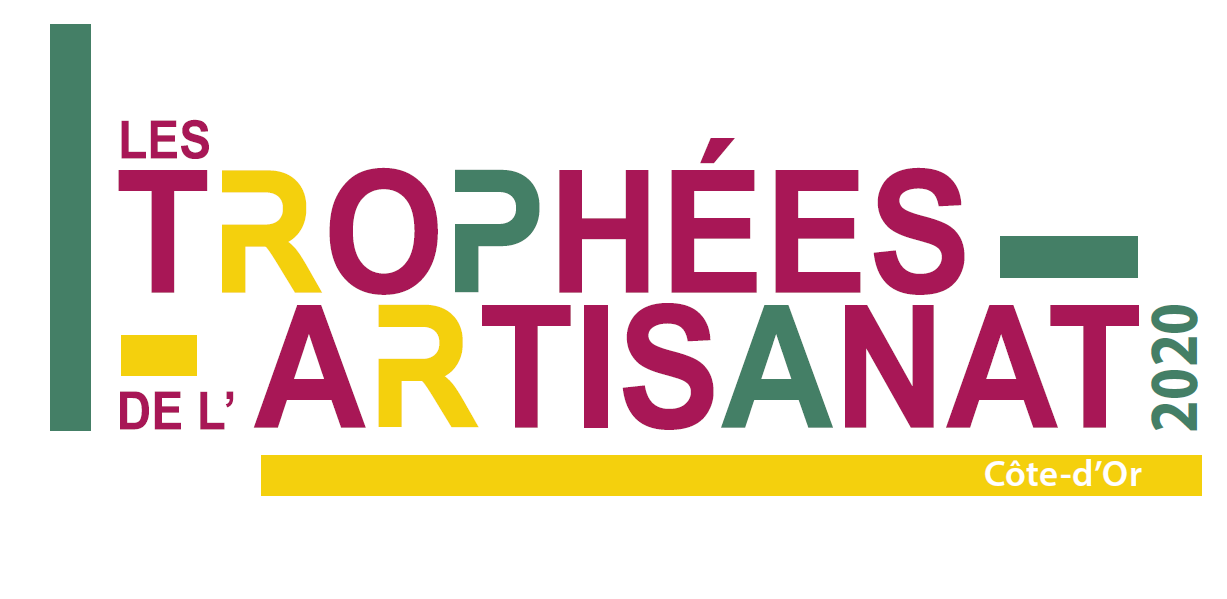 LES
TROPHÉES
DE L' ARTISANAT
2020
Côte-d'Or